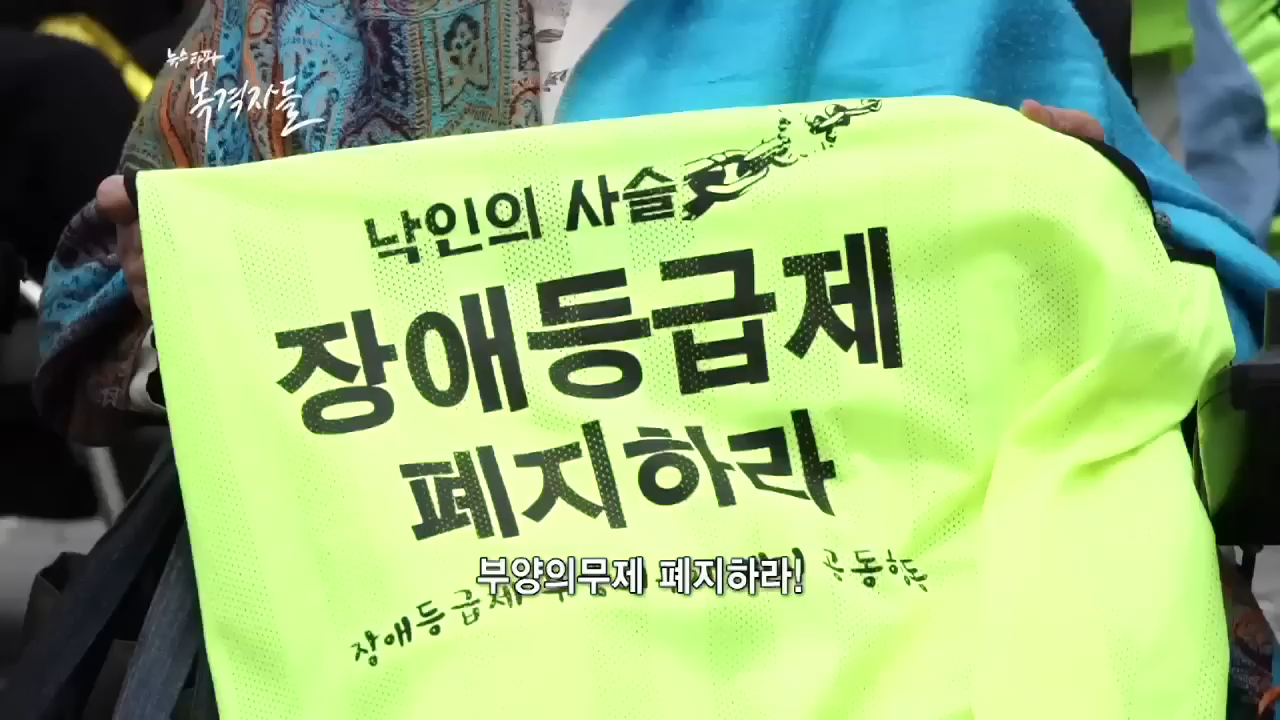 뉴스타파
목격자들
낙인의 사슬
장애등급제
폐지하라
부양의무제 폐지하라!
장애등급제 공동행동